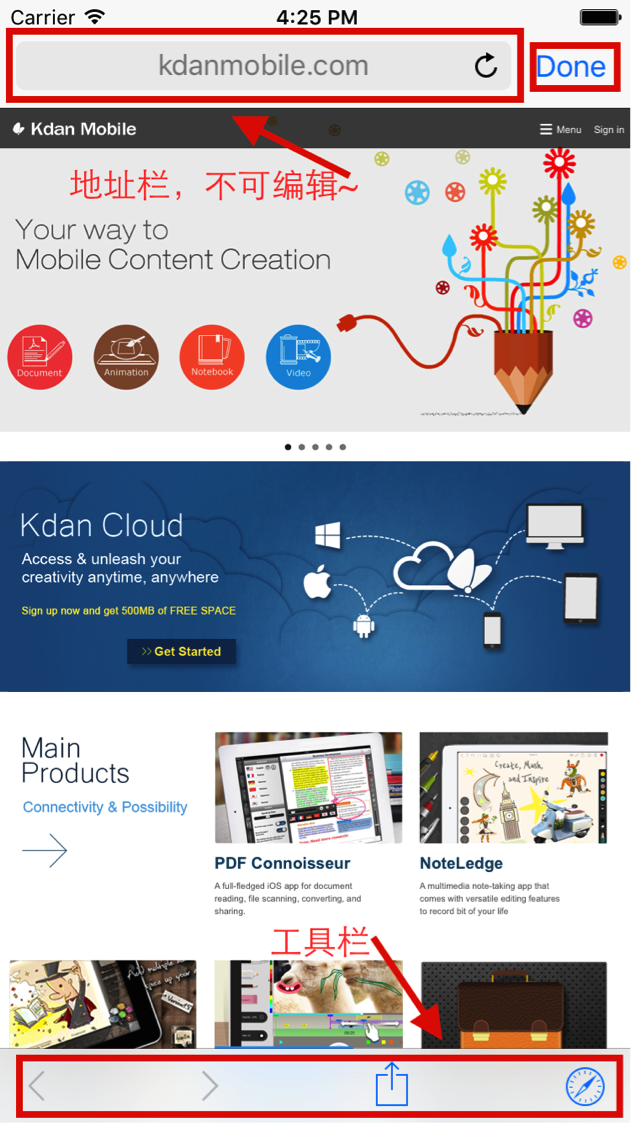 Carrier 4:25 PM
kdanmobile.com
Done
Kdan Mobile
Menu Sign in
地址栏，不可编辑~
Your way to
Mobile Content Creation
Document
Animation
Notebook
Video
Kdan Cloud
Access & unleash your
creativity anytime, anywhere
Sign up now and get 500MB of FREE SPACE
>> Get Started
Main
Products
Connectivity & Possibility
Create, Mash,
and Inspire
PDF Connoisseur
A full-fledged iOS app for document
reading, file scanning, converting, and
sharing.
NoteLedge
A multimedia note-taking app that
comes with versatile editing features
to record bit of your life
工具栏